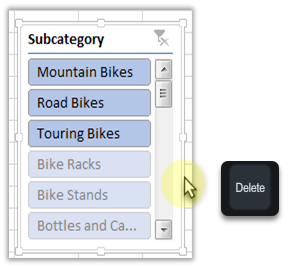 Subcategory
Mountain Bikes
Road Bikes
Touring Bikes
Bike Racks
Bike Stands
Bottles and Ca...
Delete